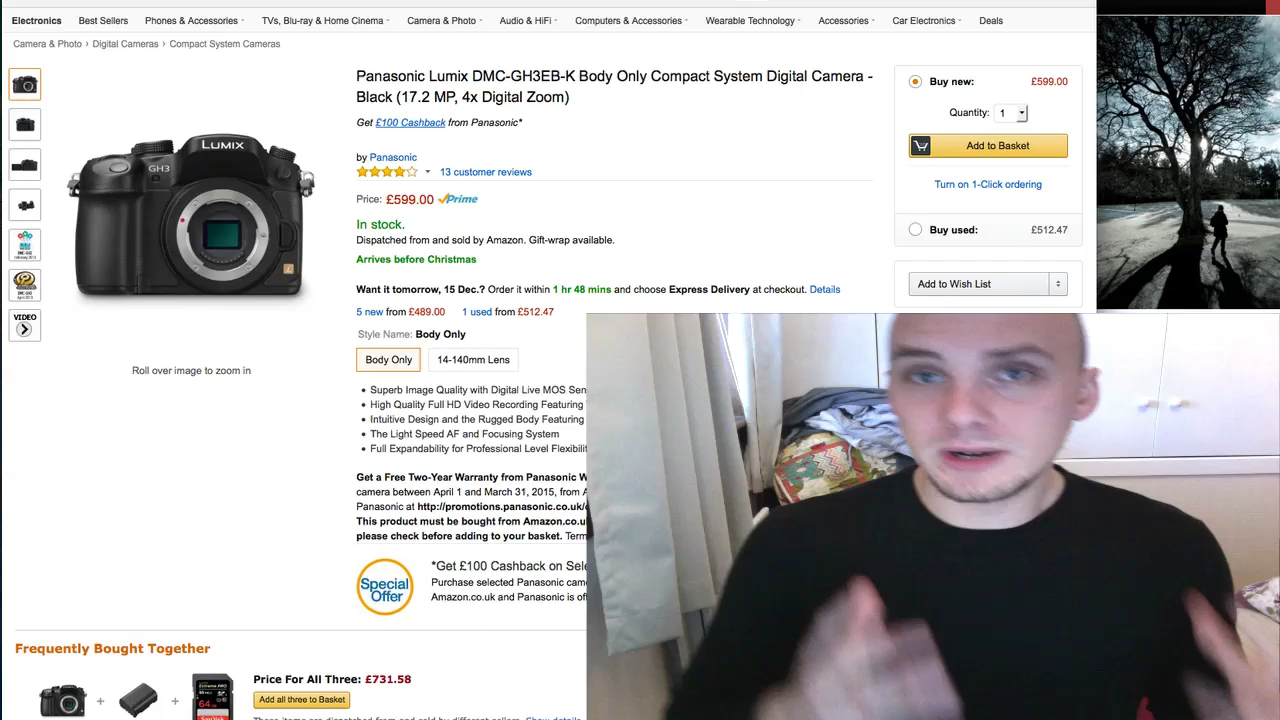 Electronics Best Sellers Phones & Accessories TVs, Blu-ray & Home Cinema Camera & Photo Audio & HiFi Computers & Accessories Wearable Technology Accessories Car Electronics Deals
Camera & Photo › Digital Cameras › Compact System Cameras
Panasonic Lumix DMC-GH3EB-K Body Only Compact System Digital Camera -
Black (17.2 MP, 4x Digital Zoom)
Get £100 Cashback from Panasonic*
by Panasonic
13 customer reviews
Price: £599.00 Prime
In stock.
Dispatched from and sold by Amazon. Gift-wrap available.
Arrives before Christmas
Want it tomorrow, 15 Dec.? Order it within 1 hr 48 mins and choose Express Delivery at checkout. Details
5 new from £489.00 1 used from £512.47
Style Name: Body Only
Body Only 14-140mm Lens
• Superb Image Quality with Digital Live MOS Sen
• High Quality Full HD Video Recording Featuring
• Intuitive Design and the Rugged Body Featuring
• The Light Speed AF and Focusing System
• Full Expandability for Professional Level Flexibilit
Get a Free Two-Year Warranty from Panasonic W
camera between April 1 and March 31, 2015, from A
Panasonic at http://promotions.panasonic.co.uk/
This product must be bought from Amazon.co.u
please check before adding to your basket. Term
Special
Offer
*Get £100 Cashback on Sele
Purchase selected Panasonic came
Amazon.co.uk and Panasonic is of
LUMIX
GH3
VIDEO
Roll over image to zoom in
Buy new: £599.00
Quantity: 1
Add to Basket
Turn on 1-Click ordering
Buy used: £512.47
Add to Wish List
Frequently Bought Together
Price For All Three: £731.58
Add all three to Basket
64
SanDisk